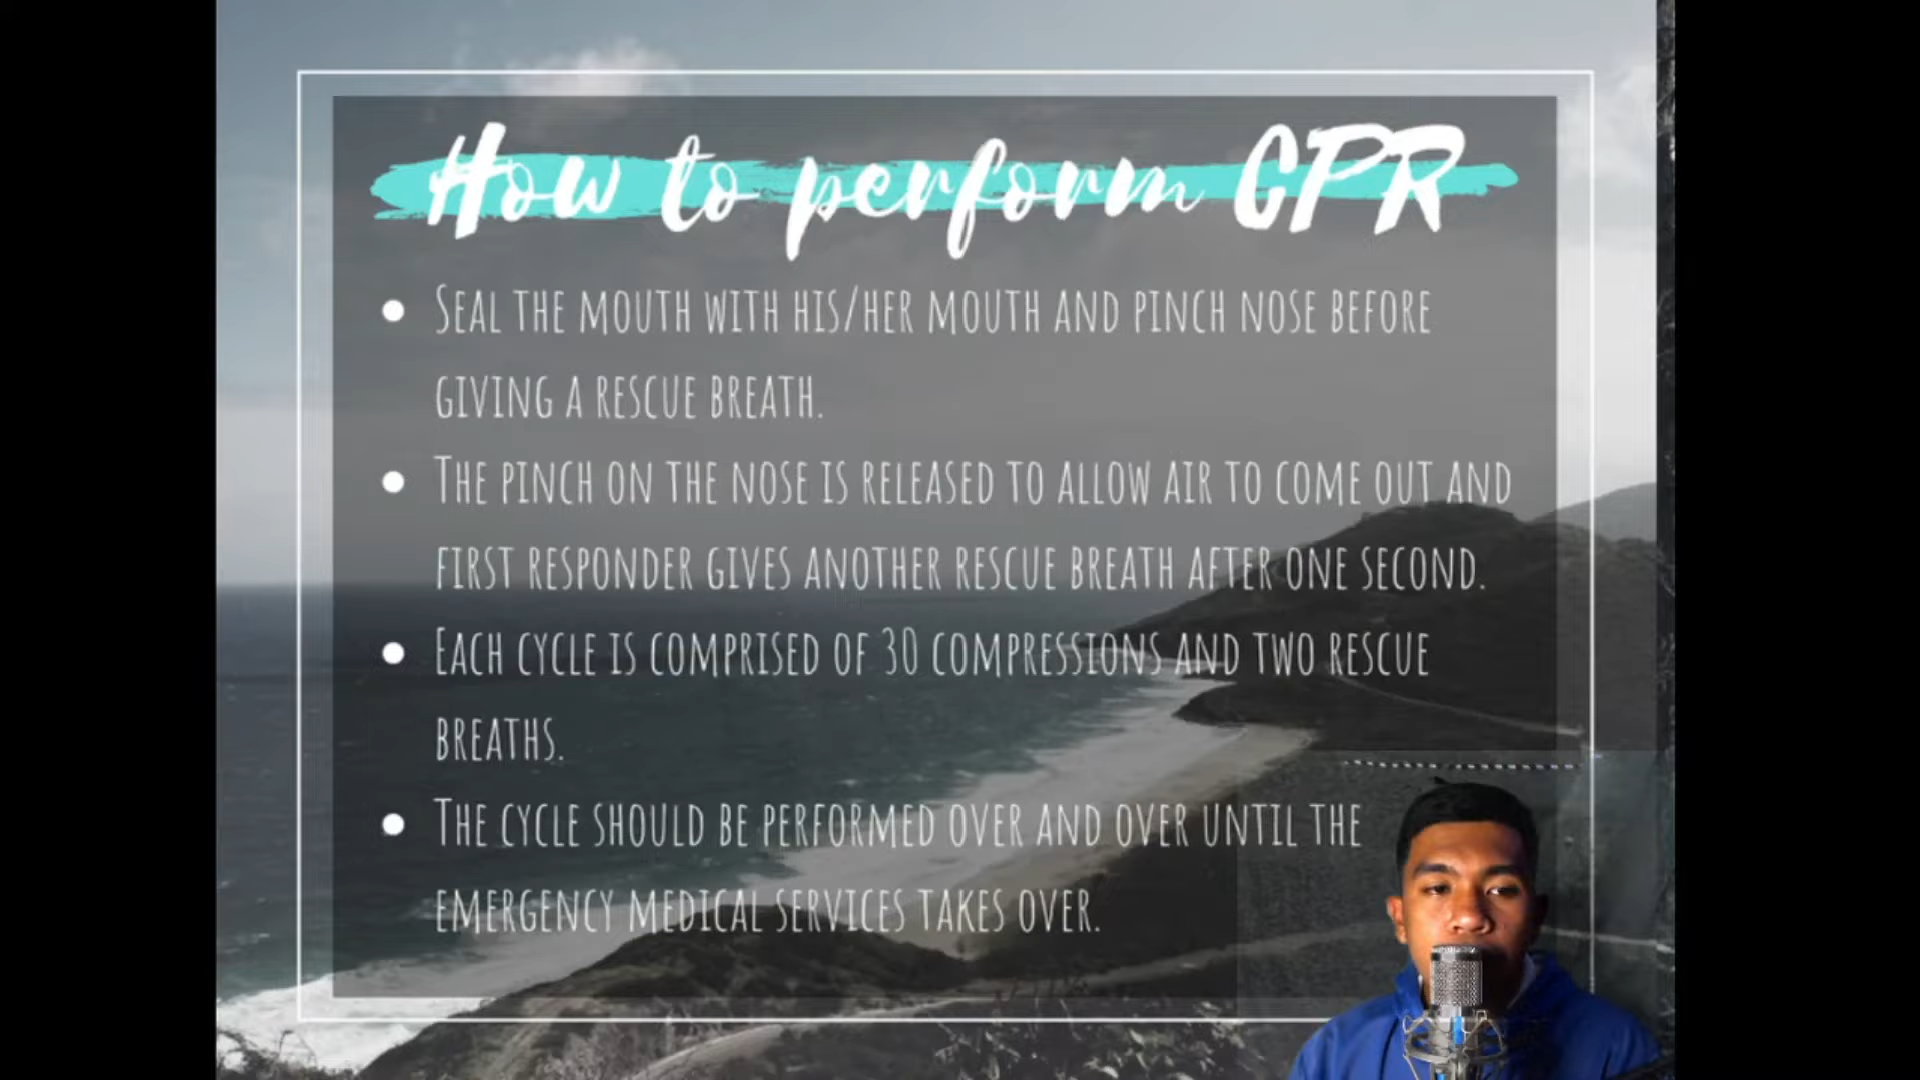 How to perform CPR
• SEAL THE MOUTH WITH HIS/HER MOUTH AND PINCH NOSE BEFORE
GIVING A RESCUE BREATH.
• THE PINCH ON THE NOSE IS RELEASED TO ALLOW AIR TO COME OUT AND
FIRST RESPONDER GIVES ANOTHER RESCUE BREATH AFTER ONE SECOND.
• EACH CYCLE IS COMPRISED OF 30 COMPRESSIONS AND TWO RESCUE
BREATHS.
• THE CYCLE SHOULD BE PERFORMED OVER AND OVER UNTIL THE
EMERGENCY MEDICAL SERVICES TAKES OVER.